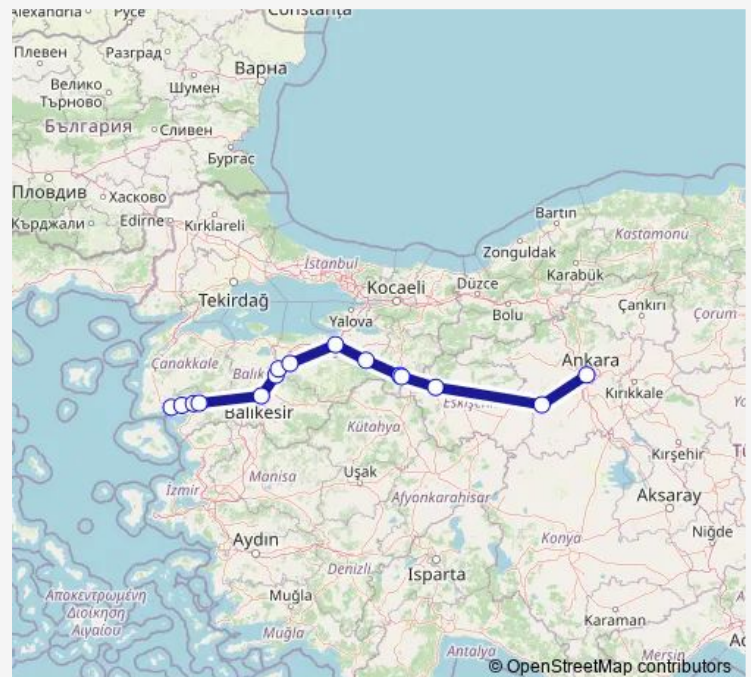 Alexandria
Русе
Constanța
Плевен
Разград
Варна
Шумен
Велико
Търново
България
Сливен
Бургас
Пловдив
Хасково
Кърджали
Edirne
Kırklareli
Bartın
Kastamonu
Zonguldak
İstanbul
Karabük
Tekirdağ
Kocaeli
Düzce
Bolu
Çankırı
Çorum
Yalova
Çanakkale
Balık
Ankara
Kırıkkale
Balıkesir
Eskişehir
Kütahya
Kırşehir
Manisa
Uşak
İzmir
Afyonkarahisar
Aksaray
Niğde
Aydın
Konya
Denizli
Isparta
Αποκεντρωμένη
Διοίκηση
Αιγαίου
Muğla
Muğla
Karaman
Antalya
Mersin
© OpenStreetMap contributors